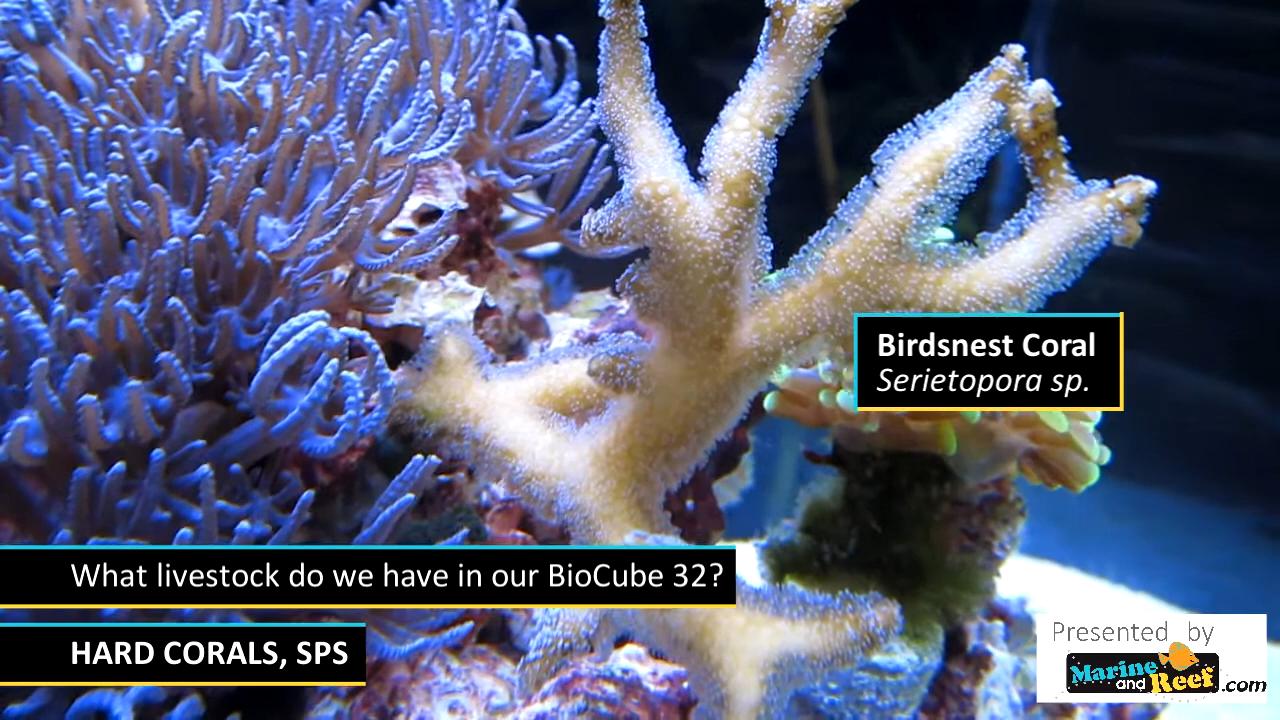 Birdsnest Coral
Serietopora sp.
What livestock do we have in our BioCube 32?
HARD CORALS, SPS
Presented by
Marine
and Reef .com